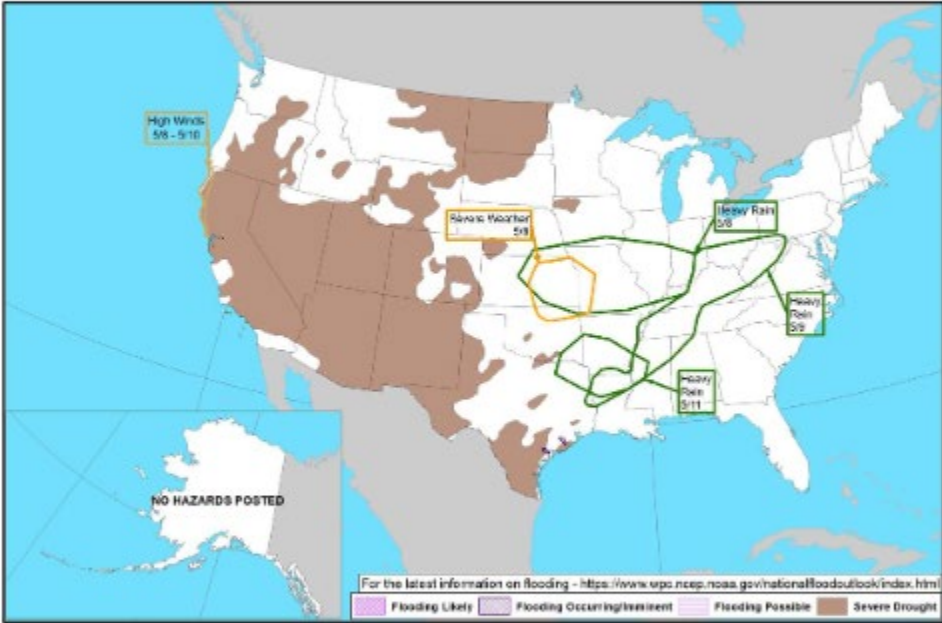 High Winds
5/8 - 5/10
Severe Weather
5/8
Heavy Rain
5/8
Heavy
Rain
5/9
Heavy
Rain
5/11
NO HAZARDS POSTED
For the latest information on flooding - https://www.wpc.ncep.noaa.gov/nationalfloodoutlook/index.html
Flooding Likely
Flooding Occurring/Imminent
Flooding Possible
Severe Drought